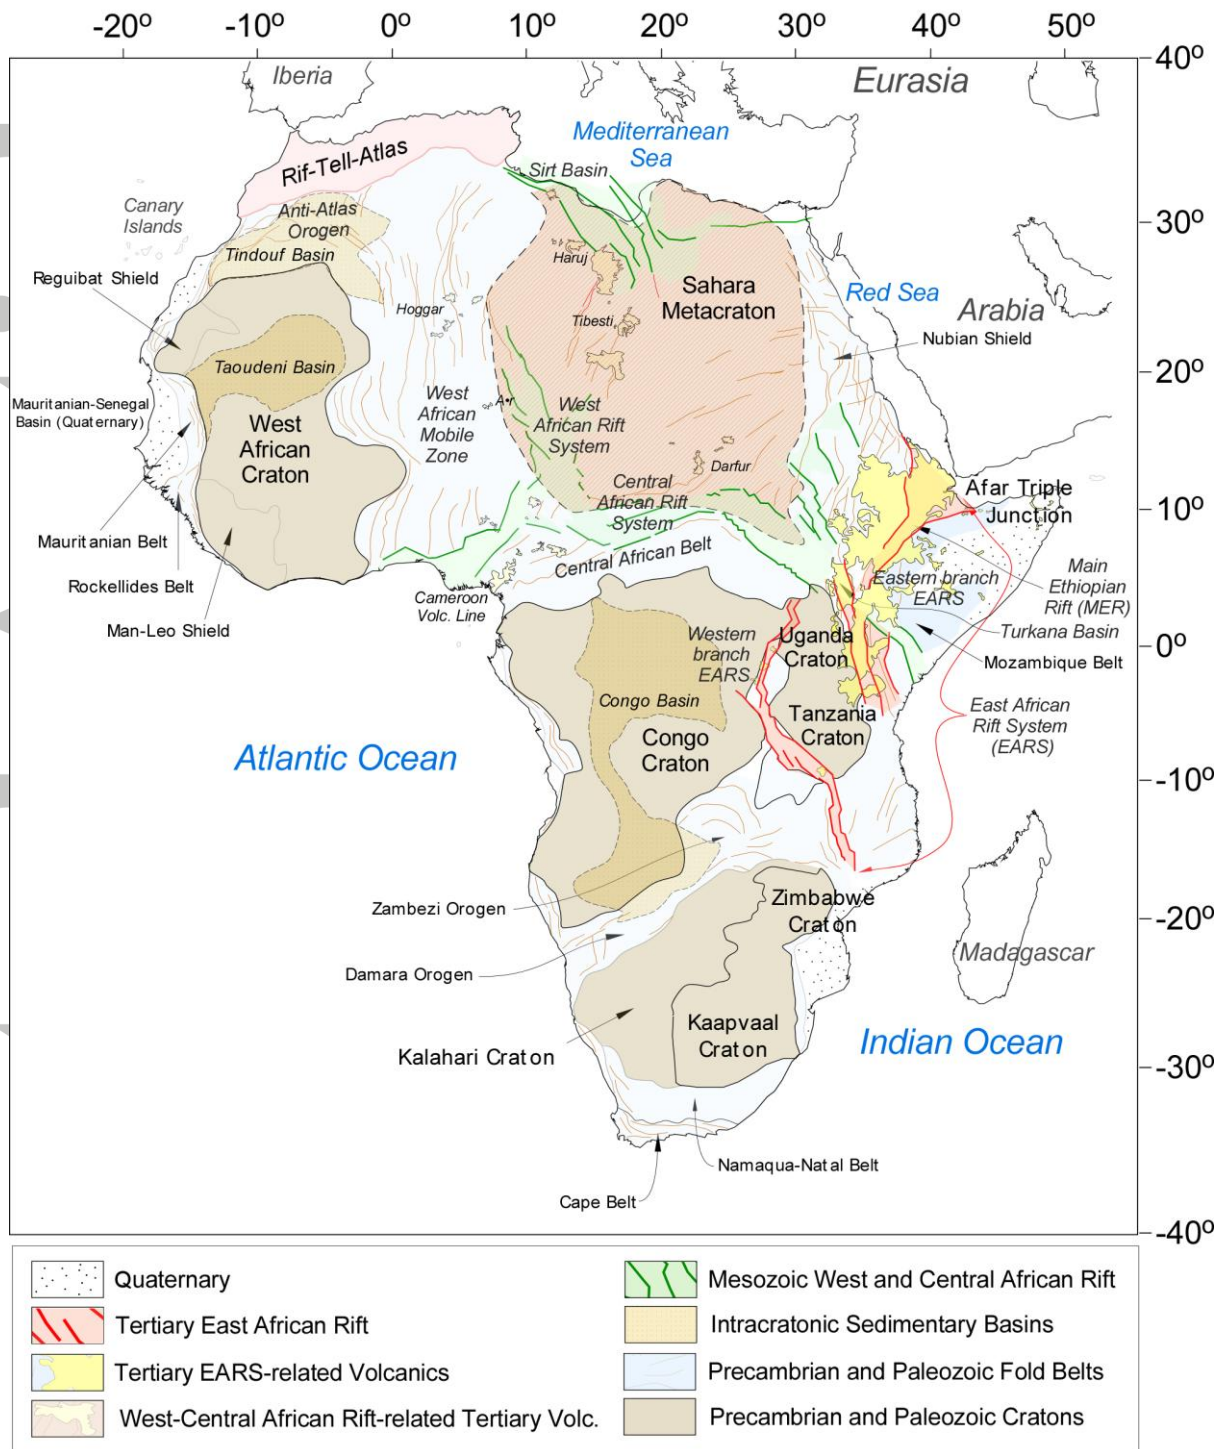 -20º
-10º
0º
10º
20º
30º
40º
50º
40º
Iberia
Eurasia
Mediterranean
Sea
Rif-Tell-Atlas
Sirt Basin
Canary
Islands
Anti-Atlas
Orogen
30º
Tindouf Basin
Haruj
Reguibat Shield
Sahara
Metacraton
Red Sea
Arabia
Hoggar
Tibesti
Nubian Shield
Taoudeni Basin
20º
Mauritanian-Senegal
Basin (Quaternary)
West
African
Mobile
Zone
West
African Rift
System
West
African
Craton
Darfur
Central
African Rift
System
Afar Triple
Junction
10º
Mauritanian Belt
Central African Belt
Rockellides Belt
Cameroon
Volc. Line
Eastern branch
EARS
Main
Ethiopian
Rift (MER)
Man-Leo Shield
Western
branch
EARS
Uganda
Craton
Turkana Basin
0º
Mozambique Belt
Congo Basin
Tanzania
Craton
East African
Rift System
(EARS)
Congo
Craton
Atlantic Ocean
-10º
Zimbabwe
Craton
Zambezi Orogen
-20º
Damara Orogen
Madagascar
Kaapvaal
Craton
Indian Ocean
Kalahari Craton
-30º
Namaqua-Natal Belt
Cape Belt
-40º
Quaternary
Tertiary East African Rift
Tertiary EARS-related Volcanics
West-Central African Rift-related Tertiary Volc.
Mesozoic West and Central African Rift
Intracratonic Sedimentary Basins
Precambrian and Paleozoic Fold Belts
Precambrian and Paleozoic Cratons